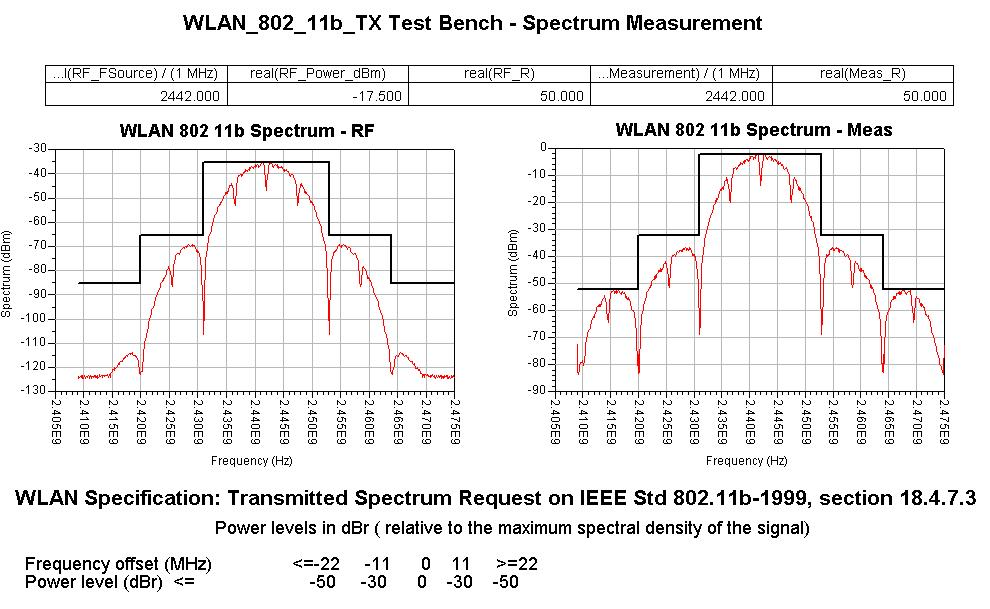 WLAN_802_11b_TX Test Bench - Spectrum Measurement
...l(RF_FSource) / (1 MHz) real(RF_Power_dBm) real(RF_R) ...Measurement) / (1 MHz) real(Meas_R)
2442.000 -17.500 50.000 2442.000 50.000
WLAN 802 11b Spectrum - RF
-30
-40
-50
-60
-70
-80
-90
-100
-110
-120
-130
Spectrum (dBm)
2.405E9
2.410E9
2.415E9
2.420E9
2.425E9
2.430E9
2.435E9
2.440E9
2.445E9
2.450E9
2.455E9
2.460E9
2.465E9
2.470E9
2.475E9
Frequency (Hz)
WLAN 802 11b Spectrum - Meas
0
-10
-20
-30
-40
-50
-60
-70
-80
-90
Spectrum (dBm)
2.405E9
2.410E9
2.415E9
2.420E9
2.425E9
2.430E9
2.435E9
2.440E9
2.445E9
2.450E9
2.455E9
2.460E9
2.465E9
2.470E9
2.475E9
Frequency (Hz)
WLAN Specification: Transmitted Spectrum Request on IEEE Std 802.11b-1999, section 18.4.7.3
Power levels in dBr ( relative to the maximum spectral density of the signal)
Frequency offset (MHz) <=-22 -11 0 11 >=22
Power level (dBr) <= -50 -30 0 -30 -50